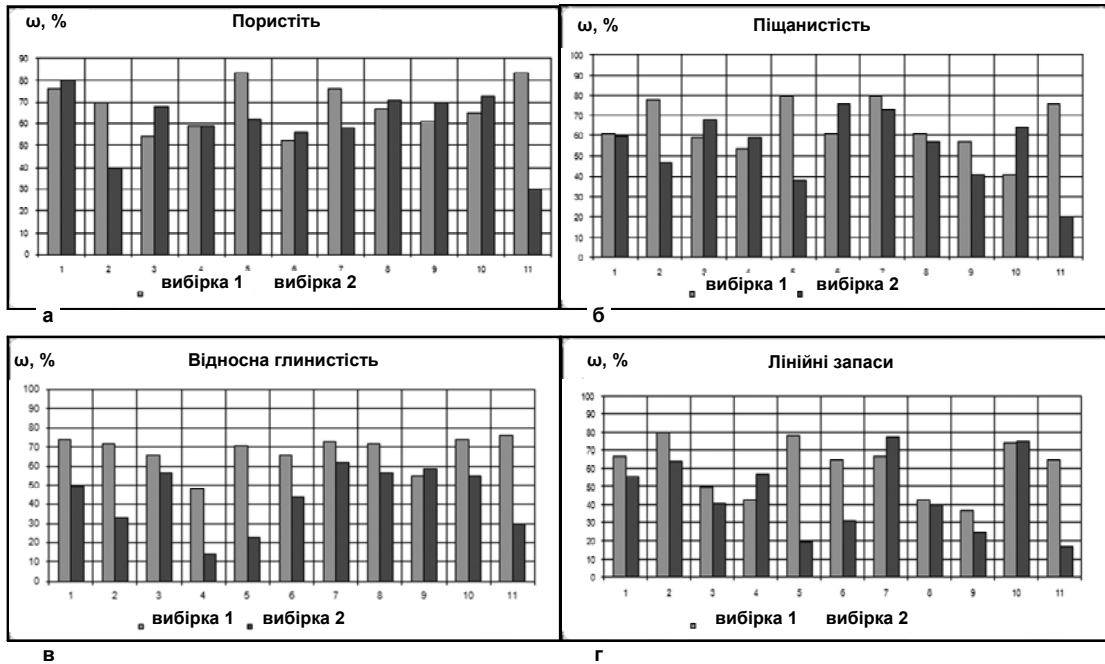 ω, % Пористіть
90
80
70
60
50
40
30
20
10
0
1 2 3 4 5 6 7 8 9 10 11
вибірка 1 вибірка 2
а
ω, % Піщанистість
100
90
80
70
60
50
40
30
20
10
0
1 2 3 4 5 6 7 8 9 10 11
вибірка 1 вибірка 2
б
ω, % Відносна глинистість
100
90
80
70
60
50
40
30
20
10
0
1 2 3 4 5 6 7 8 9 10 11
вибірка 1 вибірка 2
в
ω, % Лінійні запаси
100
90
80
70
60
50
40
30
20
10
0
1 2 3 4 5 6 7 8 9 10 11
вибірка 1 вибірка 2
г